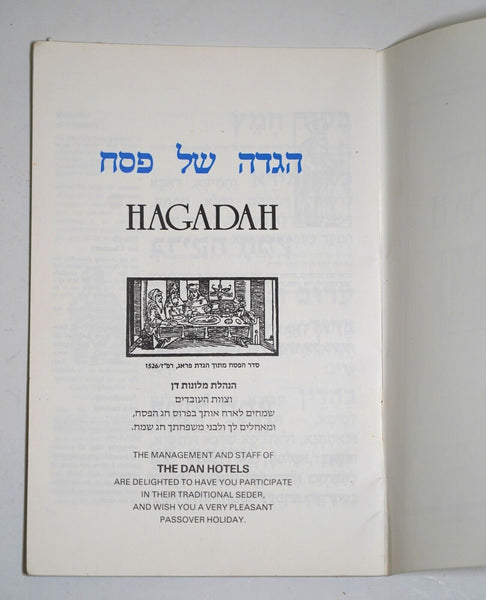 הגדה של פסח
HAGADAH
סדר הפסח מתוך הגדת פראג, רפ״ז/1526
הנהלת מלונות דן
וצוות העובדים
שמחים לארח אותך בפרוס חג הפסח,
ומאחלים לך ולבני משפחתך חג שמח.
THE MANAGEMENT AND STAFF OF
THE DAN HOTELS
ARE DELIGHTED TO HAVE YOU PARTICIPATE
IN THEIR TRADITIONAL SEDER,
AND WISH YOU A VERY PLEASANT
PASSOVER HOLIDAY.